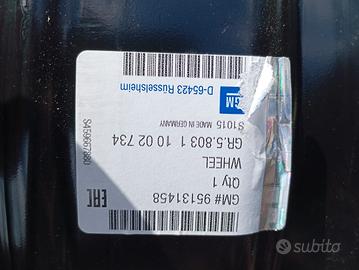 GM
D-65423 Rüsselsheim
S1015 MADE IN GERMANY
GR.5.803 1 10 02 734
WHEEL
Qty 1
GM# 95131458
EAC
subito